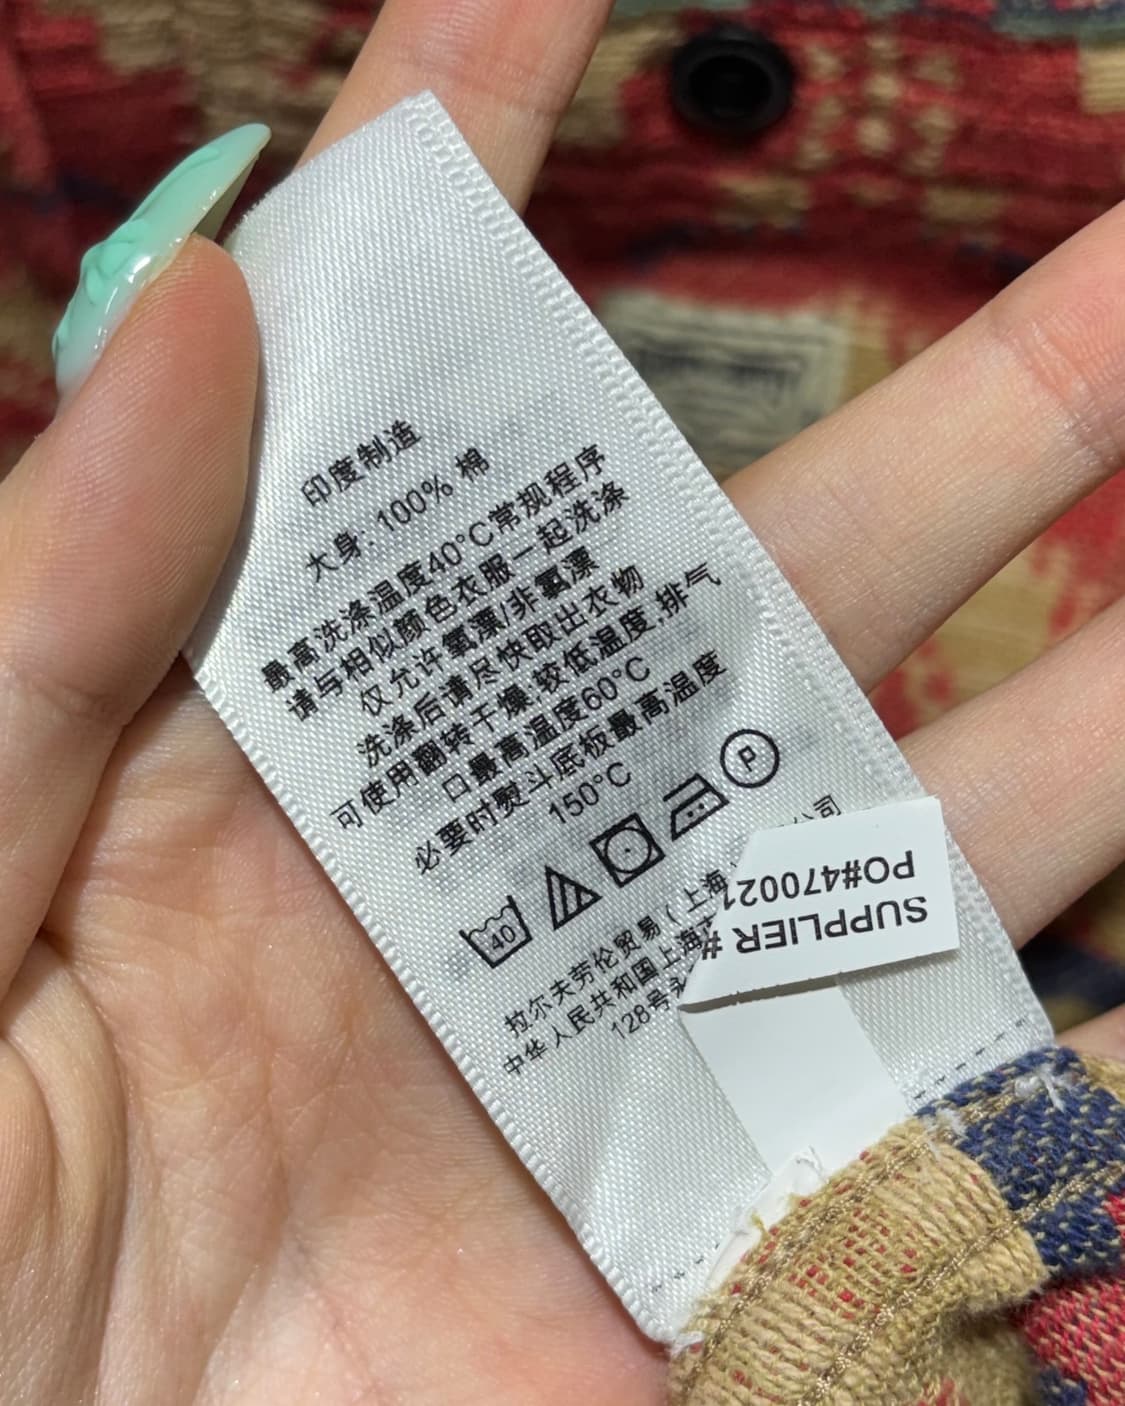 印度制造
大身: 100% 棉
最高洗涤温度40°C常规程序
请与相似颜色衣服一起洗涤
仅允许氧漂/非氯漂
洗涤后请尽快取出衣物
可使用翻转干燥,较低温度,排气
口最高温度60°C
必要时熨斗底板最高温度
150°C
40
P
拉尔夫劳伦贸易(上海 公司
中华人民共和国上海
128号永
SUPPLIER #
PO#470021